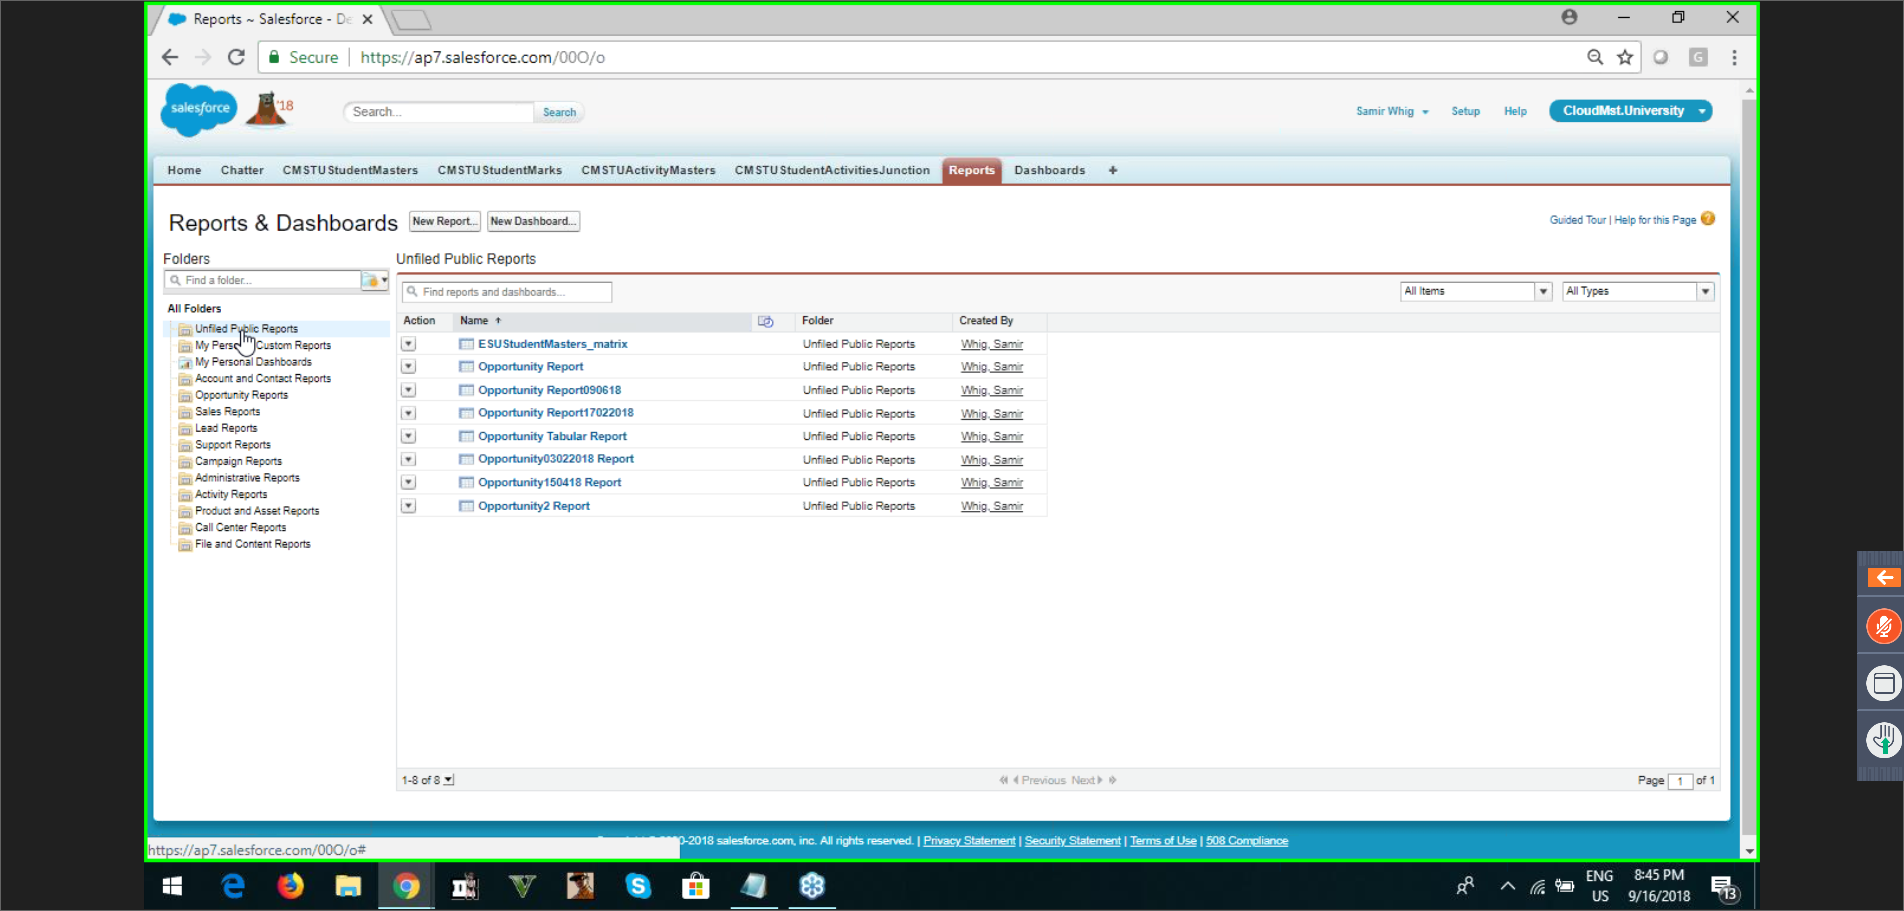 Reports ~ Salesforce - De
Secure https://ap7.salesforce.com/00O/o
salesforce '18 Search... Search Samir Whig Setup Help CloudMst.University
Home Chatter CMSTUStudentMasters CMSTUStudentMarks CMSTUActivityMasters CMSTUStudentActivitiesJunction Reports Dashboards +
Reports & Dashboards New Report... New Dashboard... Guided Tour | Help for this Page ?
Folders
Find a folder...
All Folders
Unfiled Public Reports
My Custom Reports
My Personal Dashboards
Account and Contact Reports
Opportunity Reports
Sales Reports
Lead Reports
Support Reports
Campaign Reports
Administrative Reports
Activity Reports
Product and Asset Reports
Call Center Reports
File and Content Reports
Unfiled Public Reports
Find reports and dashboards... All Items All Types
Action Name Folder Created By
ESUStudentMasters_matrix Unfiled Public Reports Whig, Samir
Opportunity Report Unfiled Public Reports Whig, Samir
Opportunity Report090618 Unfiled Public Reports Whig, Samir
Opportunity Report17022018 Unfiled Public Reports Whig, Samir
Opportunity Tabular Report Unfiled Public Reports Whig, Samir
Opportunity03022018 Report Unfiled Public Reports Whig, Samir
Opportunity150418 Report Unfiled Public Reports Whig, Samir
Opportunity2 Report Unfiled Public Reports Whig, Samir
1-8 of 8 Previous Next Page 1 of 1
0-2018 salesforce.com, inc. All rights reserved. | Privacy Statement | Security Statement | Terms of Use | 508 Compliance
https://ap7.salesforce.com/00O/o#
ENG 8:45 PM
US 9/16/2018 13